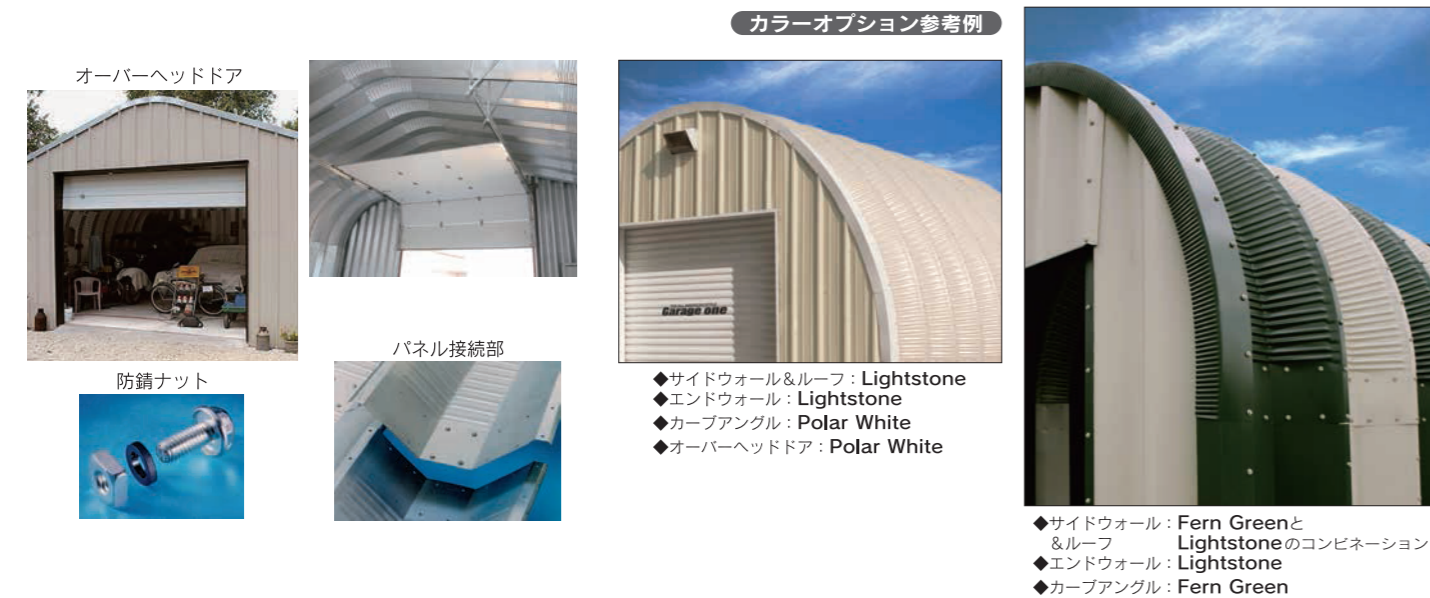 カラーオプション参考例
オーバーヘッドドア
パネル接続部
防錆ナット
Garage one
◆サイドウォール＆ルーフ：Lightstone
◆エンドウォール：Lightstone
◆カーブアングル：Polar White
◆オーバーヘッドドア：Polar White
◆サイドウォール：Fern Greenと
＆ルーフ Lightstoneのコンビネーション
◆エンドウォール：Lightstone
◆カーブアングル：Fern Green